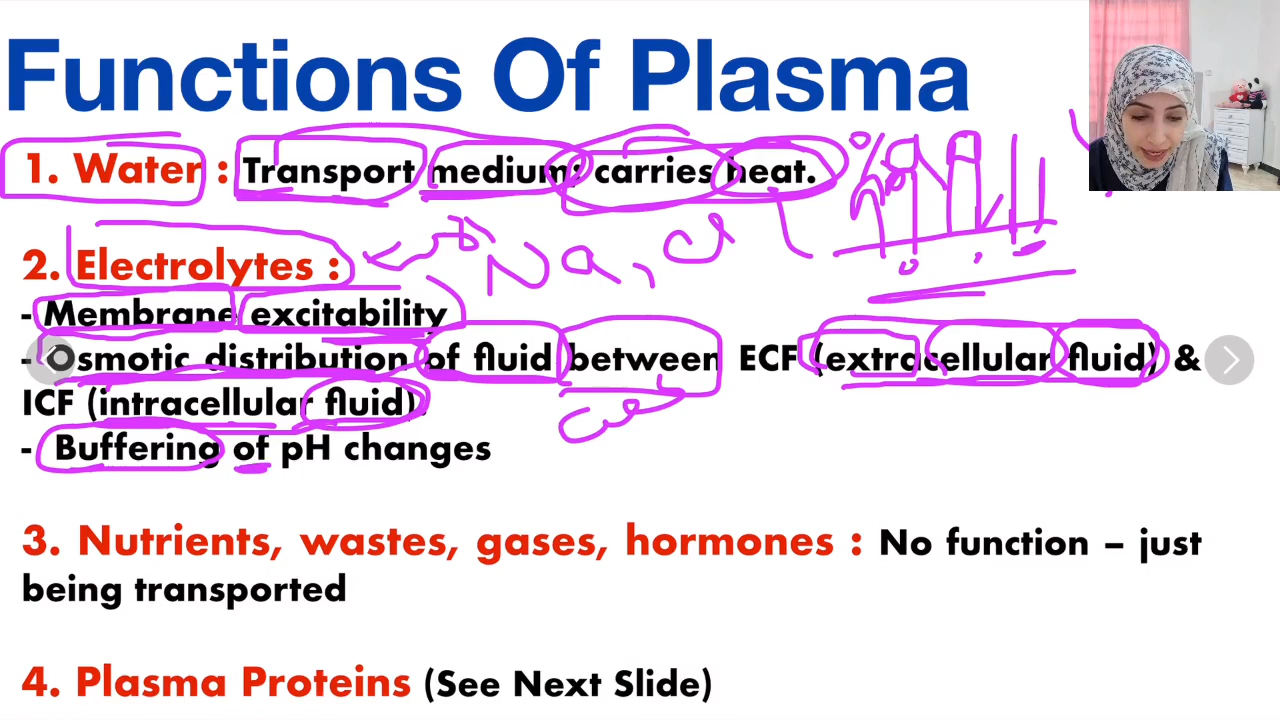 Functions Of Plasma
1. Water : Transport medium; carries heat.
2. Electrolytes :
Na, Cl
- Membrane excitability
- Osmotic distribution of fluid between ECF (extracellular fluid) &
ICF (intracellular fluid).
- Buffering of pH changes
3. Nutrients, wastes, gases, hormones : No function – just
being transported
4. Plasma Proteins (See Next Slide)